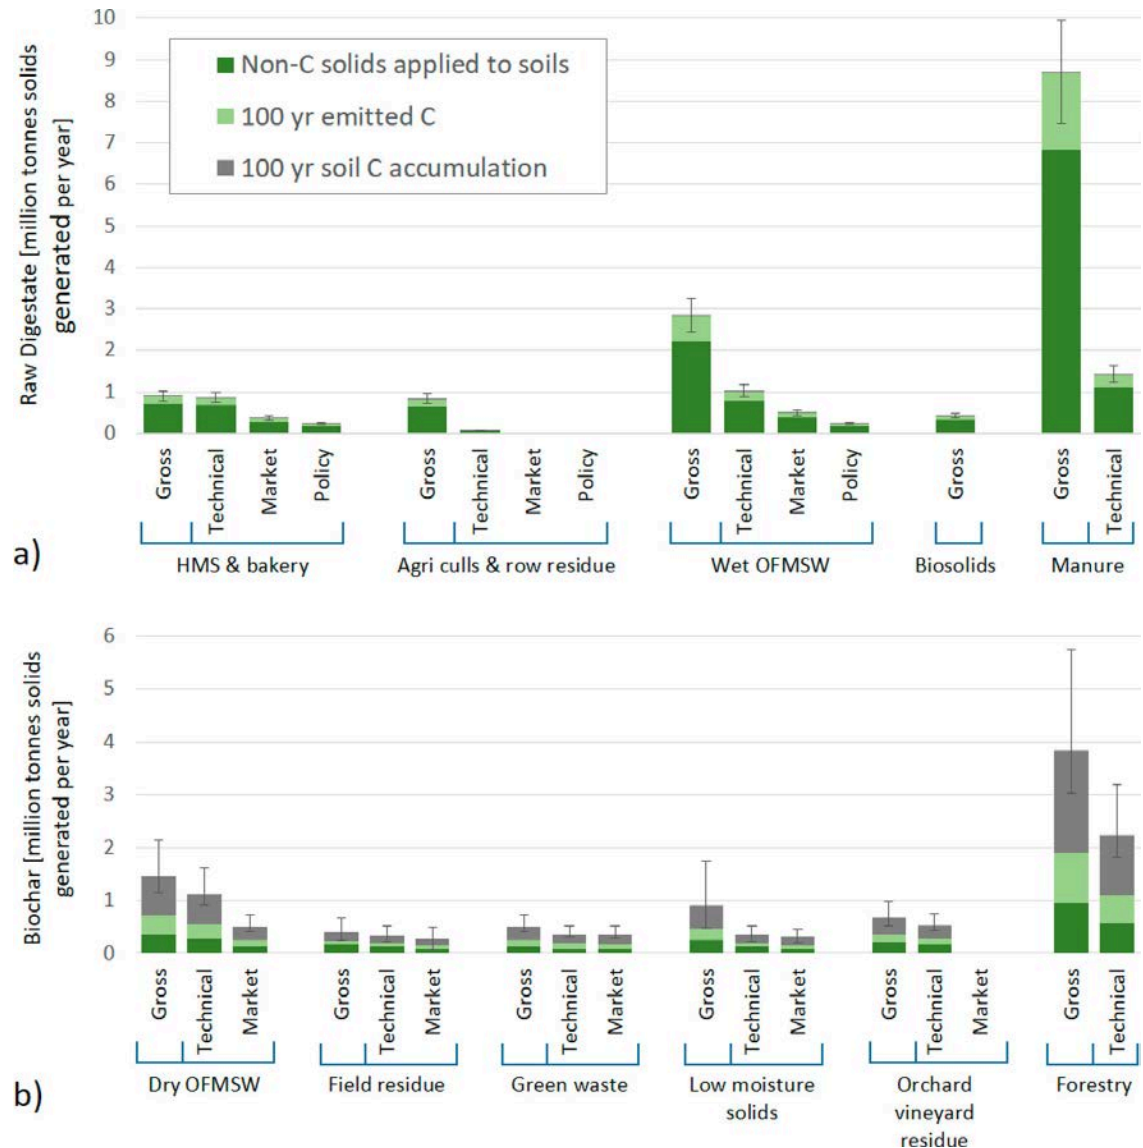 Raw Digestate [million tonnes solids
generated per year]
10
9
8
7
6
5
4
3
2
1
0
Non-C solids applied to soils
100 yr emitted C
100 yr soil C accumulation
Gross
Technical
Market
Policy
Gross
Technical
Market
Policy
Gross
Technical
Market
Policy
Gross
Gross
Technical
a)
HMS & bakery
Agri culls & row residue
Wet OFMSW
Biosolids
Manure
Biochar [million tonnes solids
generated per year]
6
5
4
3
2
1
0
Gross
Technical
Market
Gross
Technical
Market
Gross
Technical
Market
Gross
Technical
Market
Gross
Technical
Market
Gross
Technical
b)
Dry OFMSW
Field residue
Green waste
Low moisture
solids
Orchard
vineyard
residue
Forestry